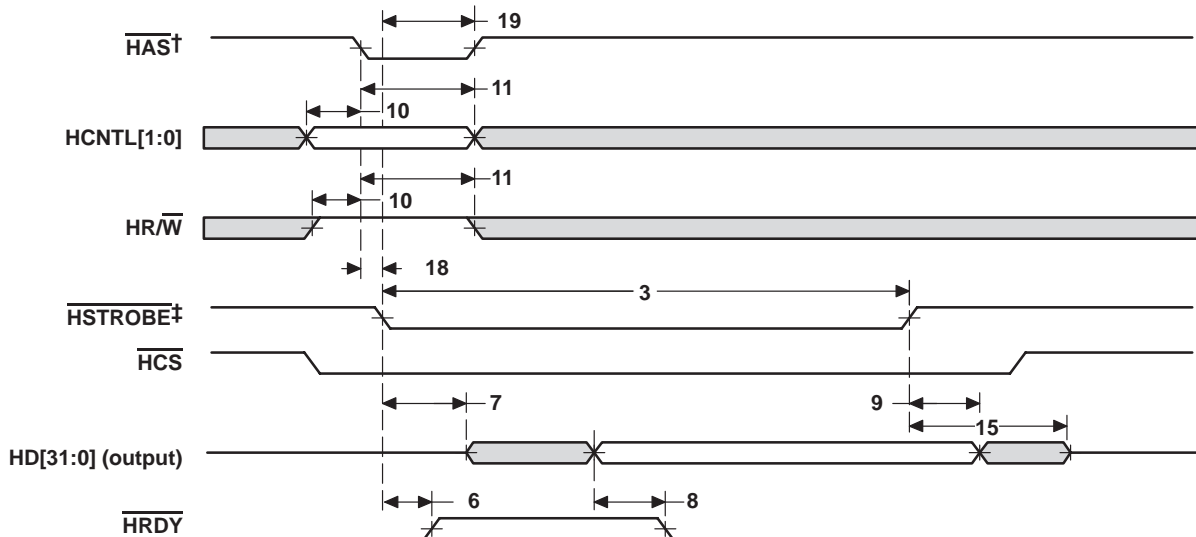 19
HAS†
11
10
HCNTL[1:0]
11
10
HR/W
18
3
HSTROBE‡
HCS
7
9
15
HD[31:0] (output)
6
8
HRDY